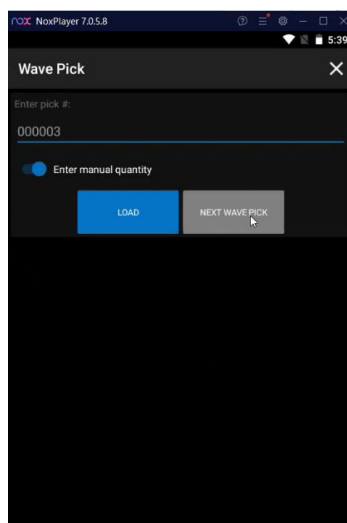 nox NoxPlayer 7.0.5.8
5:39
Wave Pick
Enter pick #:
000003
Enter manual quantity
LOAD
NEXT WAVE PICK